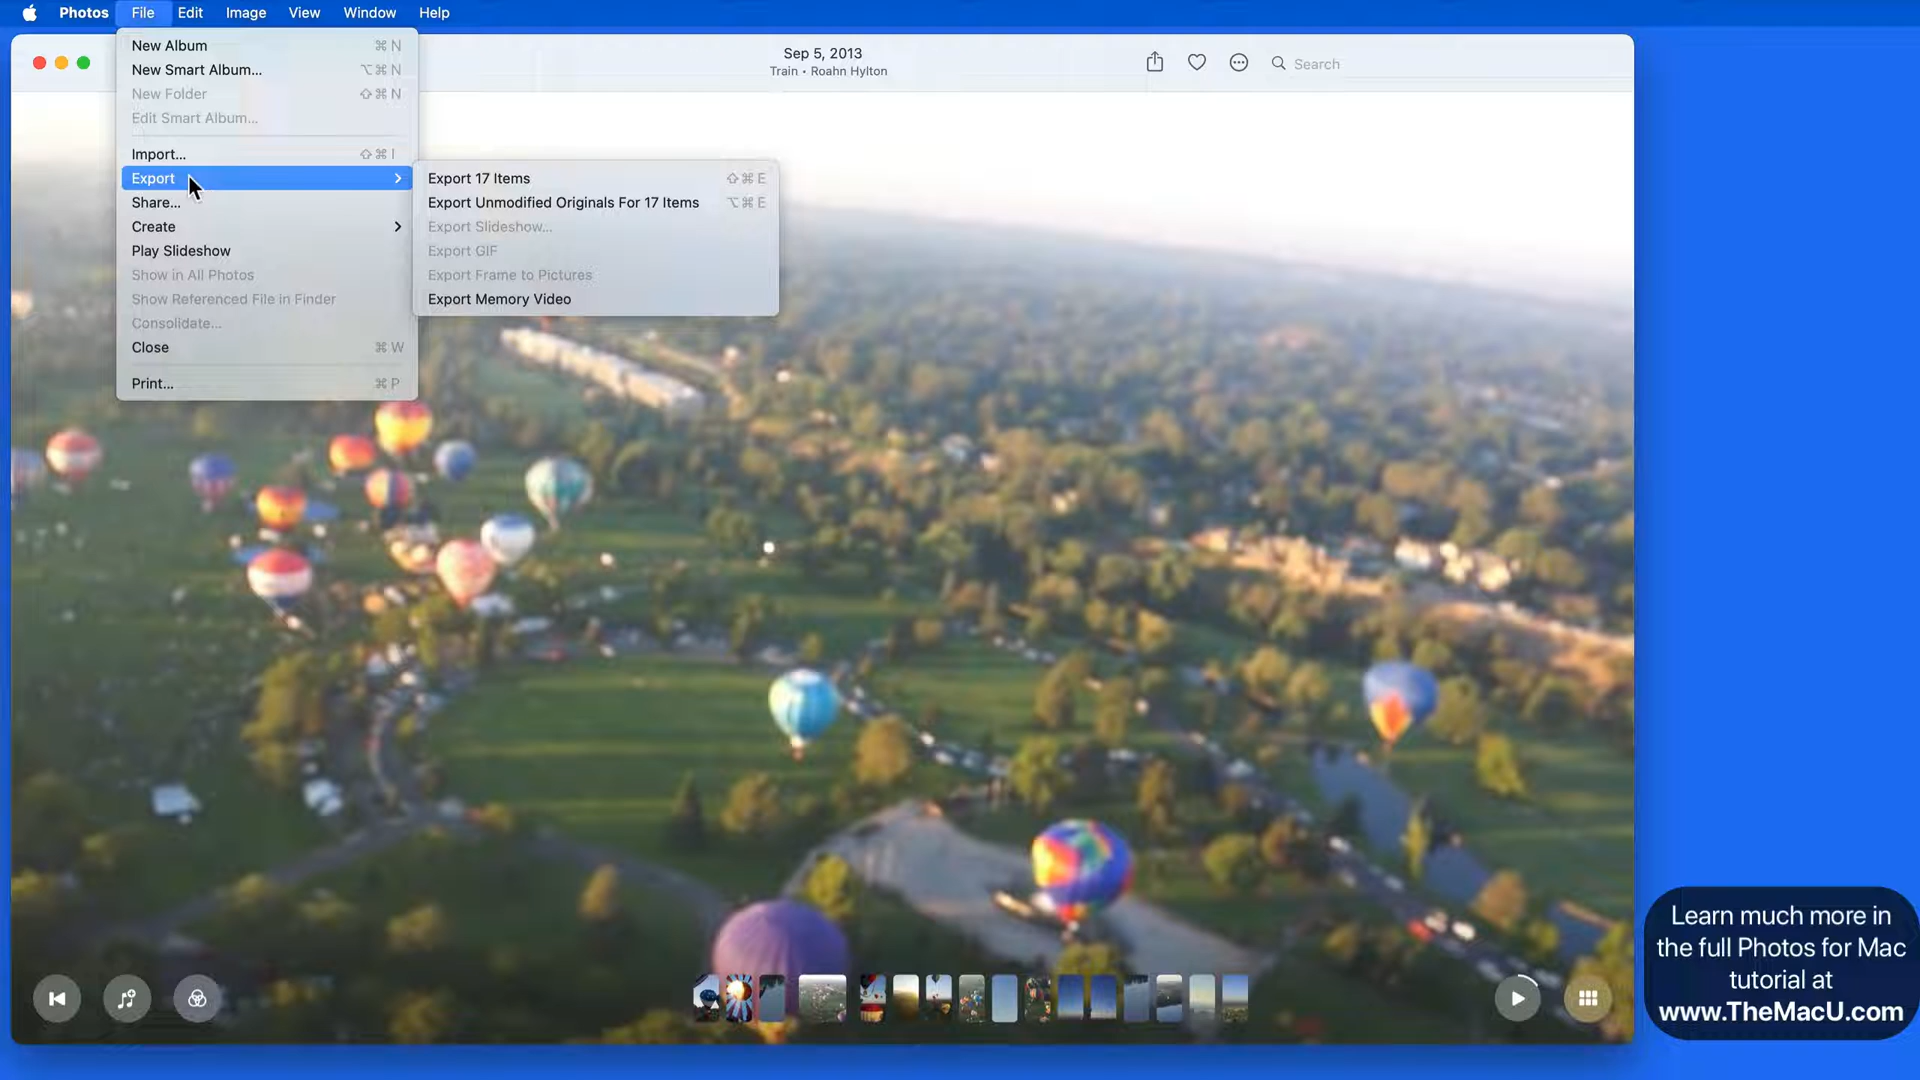 Photos File Edit Image View Window Help
Sep 5, 2013
Train • Roahn Hylton
Search
New Album ⌘ N
New Smart Album... ⌥ ⌘ N
New Folder ⇧ ⌘ N
Edit Smart Album...
Import... ⇧ ⌘ I
Export
Share...
Create
Play Slideshow
Show in All Photos
Show Referenced File in Finder
Consolidate...
Close ⌘ W
Print... ⌘ P
Export 17 Items ⇧ ⌘ E
Export Unmodified Originals For 17 Items ⌥ ⌘ E
Export Slideshow...
Export GIF
Export Frame to Pictures
Export Memory Video
Learn much more in
the full Photos for Mac
tutorial at
www.TheMacU.com